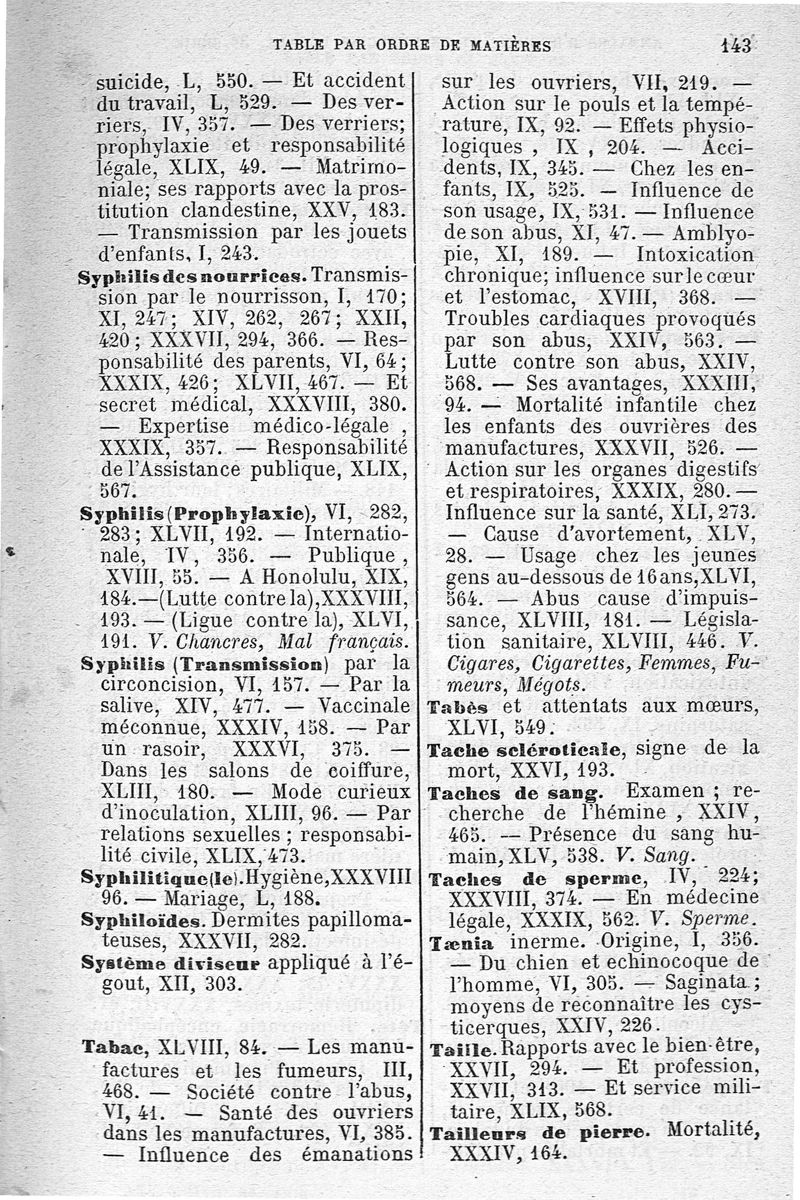 TABLE PAR ORDRE DE MATIÈRES 143
suicide, L, 550. — Et accident
du travail, L, 529. — Des ver-
riers, IV, 357. — Des verriers;
prophylaxie et responsabilité
légale, XLIX, 49. — Matrimo-
niale; ses rapports avec la pros-
titution clandestine, XXV, 183.
— Transmission par les jouets
d'enfants, I, 243.
Syphilis des nourrices. Transmis-
sion par le nourrisson, I, 170;
XI, 247; XIV, 262, 267; XXII,
420; XXXVII, 294, 366. — Res-
ponsabilité des parents, VI, 64;
XXXIX, 426; XLVII, 467. — Et
secret médical, XXXVIII, 380.
— Expertise médico-légale,
XXXIX, 357. — Responsabilité
de l'Assistance publique, XLIX,
567.
Syphilis (Prophylaxie), VI, 282,
283; XLVII, 192. — Internatio-
nale, IV, 356. — Publique,
XVIII, 55. — A Honolulu, XIX,
184.—(Lutte contre la), XXXVIII,
193. — (Ligue contre la), XLVI,
191. V. Chancres, Mal français.
Syphilis (Transmission) par la
circoncision, VI, 157. — Par la
salive, XIV, 477. — Vaccinale
méconnue, XXXIV, 158. — Par
un rasoir, XXXVI, 375. —
Dans les salons de coiffure,
XLIII, 180. — Mode curieux
d'inoculation, XLIII, 96. — Par
relations sexuelles; responsabi-
lité civile, XLIX, 473.
Syphilitique (le). Hygiène, XXXVIII
96. — Mariage, L, 188.
Syphiloïdes. Dermites papilloma-
teuses, XXXVII, 282.
Système diviseur appliqué à l'é-
gout, XII, 303.
Tabac, XLVIII, 84. — Les manu-
factures et les fumeurs, III,
468. — Société contre l'abus,
VI, 41. — Santé des ouvriers
dans les manufactures, VI, 385.
— Influence des émanations
sur les ouvriers, VII, 219. —
Action sur le pouls et la tempé-
rature, IX, 92. — Effets physio-
logiques, IX, 204. — Acci-
dents, IX, 345. — Chez les en-
fants, IX, 525. — Influence de
son usage, IX, 531. — Influence
de son abus, XI, 47. — Amblyo-
pie, XI, 189. — Intoxication
chronique; influence sur le cœur
et l'estomac, XVIII, 368. —
Troubles cardiaques provoqués
par son abus, XXIV, 563. —
Lutte contre son abus, XXIV,
568. — Ses avantages, XXXIII,
94. — Mortalité infantile chez
les enfants des ouvrières des
manufactures, XXXVII, 526. —
Action sur les organes digestifs
et respiratoires, XXXIX, 280. —
Influence sur la santé, XLI, 273.
— Cause d'avortement, XLV,
28. — Usage chez les jeunes
gens au-dessous de 16 ans, XLVI,
564. — Abus cause d'impuis-
sance, XLVIII, 181. — Législa-
tion sanitaire, XLVIII, 446. V.
Cigares, Cigarettes, Femmes, Fu-
meurs, Mégots.
Tabès et attentats aux mœurs,
XLVI, 549.
Tache scléroticale, signe de la
mort, XXVI, 193.
Taches de sang. Examen; re-
cherche de l'hémine, XXIV,
465. — Présence du sang hu-
main, XLV, 538. V. Sang.
Taches de sperme, IV, 224;
XXXVIII, 374. — En médecine
légale, XXXIX, 562. V. Sperme.
Tænia inerme. Origine, I, 356.
— Du chien et echinocoque de
l'homme, VI, 305. — Saginata;
moyens de reconnaître les cys-
ticerques, XXIV, 226.
Taille. Rapports avec le bien-être,
XXVII, 294. — Et profession,
XXVII, 313. — Et service mili-
taire, XLIX, 568.
Tailleurs de pierre. Mortalité,
XXXIV, 164.